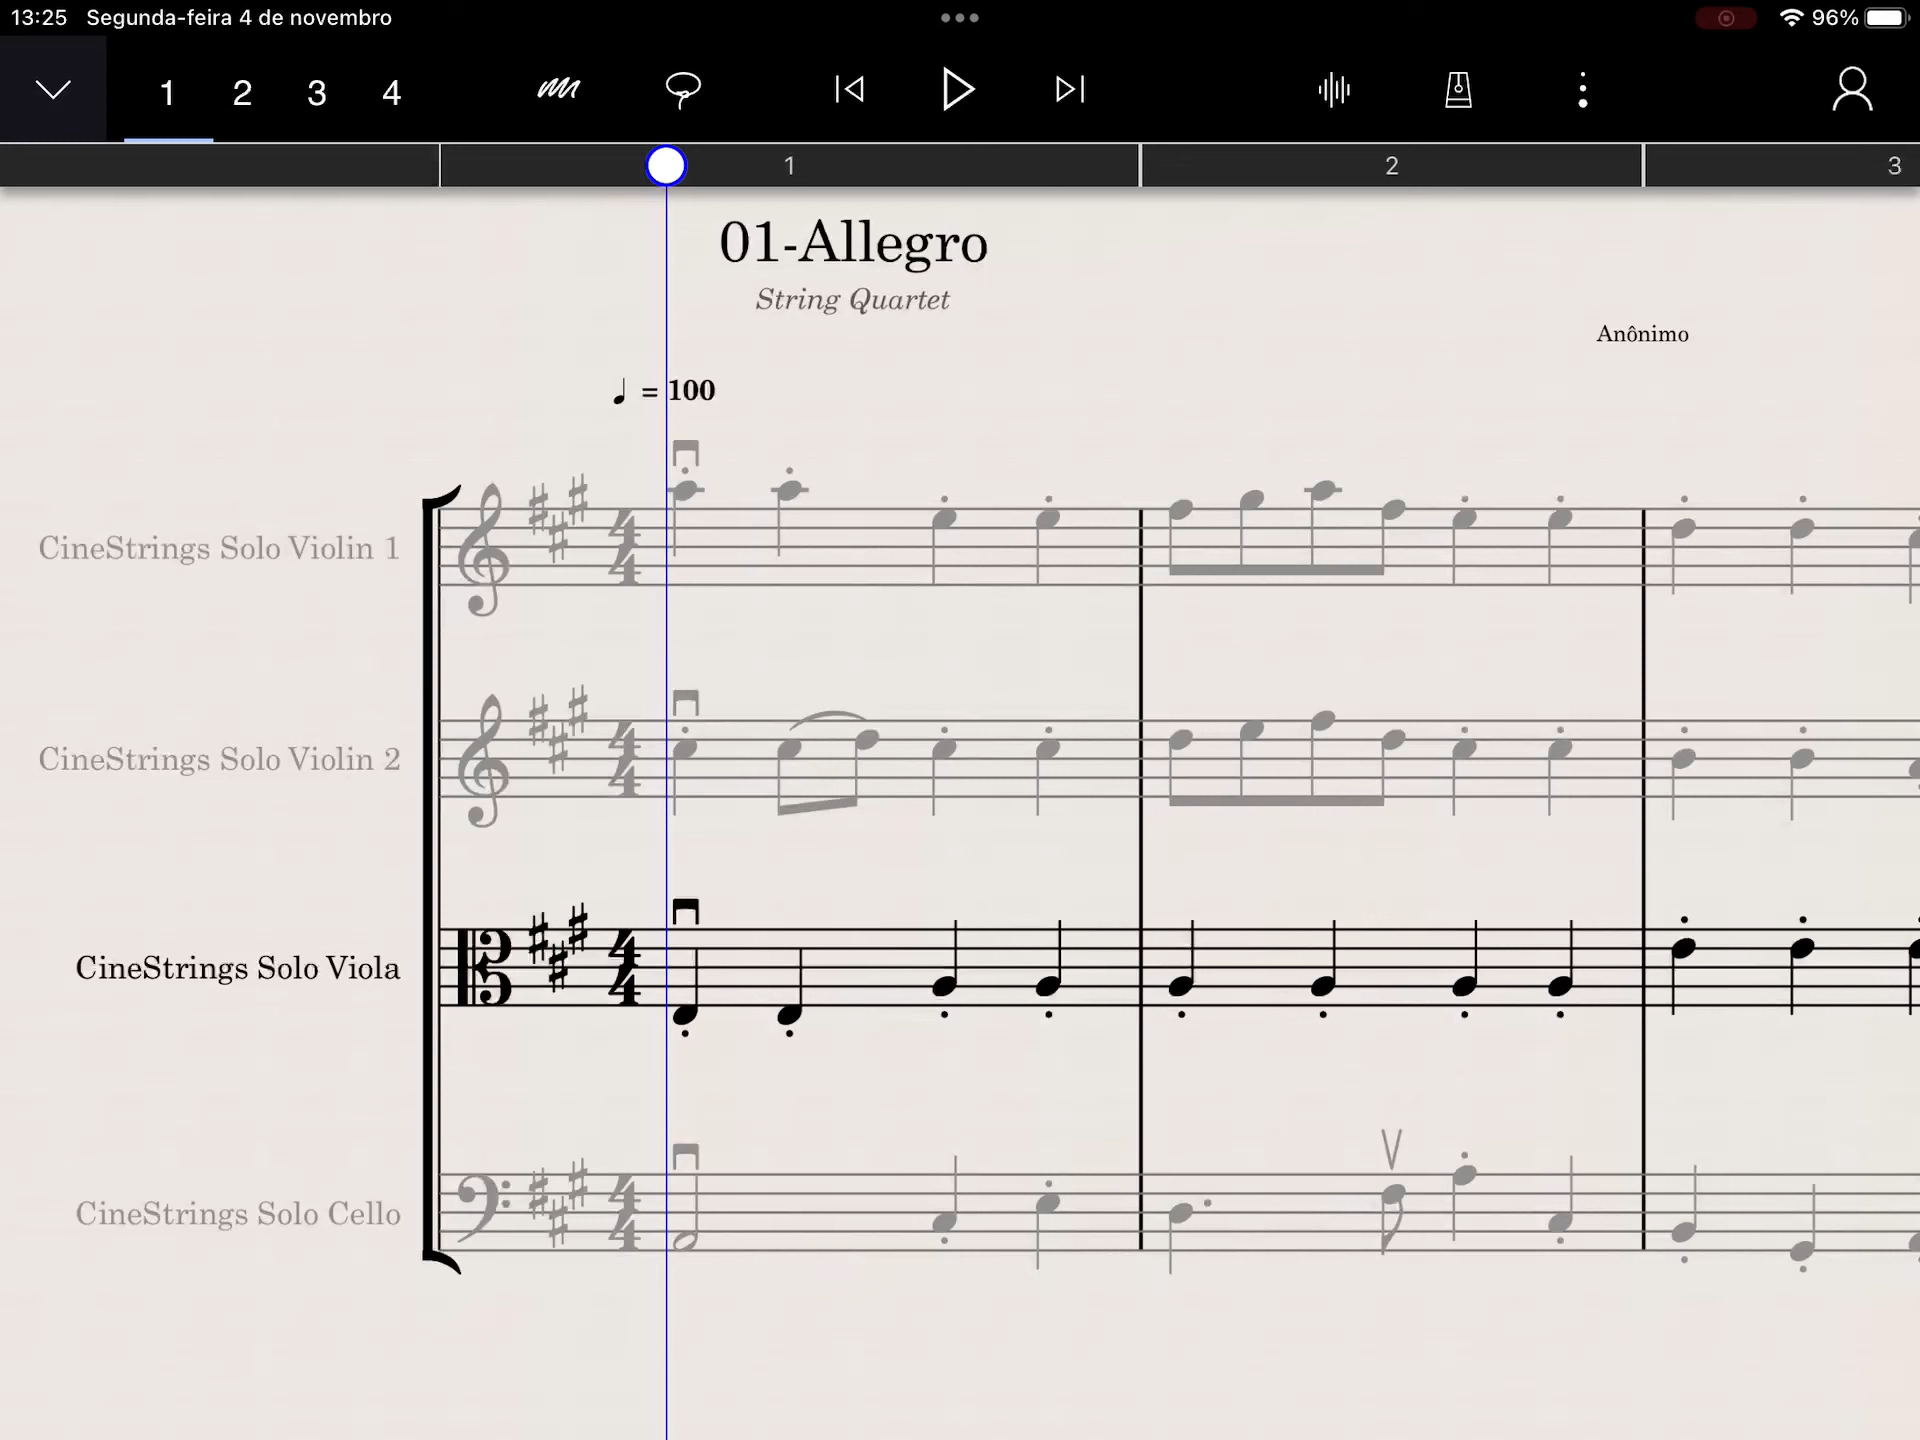 13:25 Segunda-feira 4 de novembro 96%
1 2 3 4
1 2 3
01-Allegro
String Quartet
Anônimo
♩ = 100
CineStrings Solo Violin 1
CineStrings Solo Violin 2
CineStrings Solo Viola
CineStrings Solo Cello